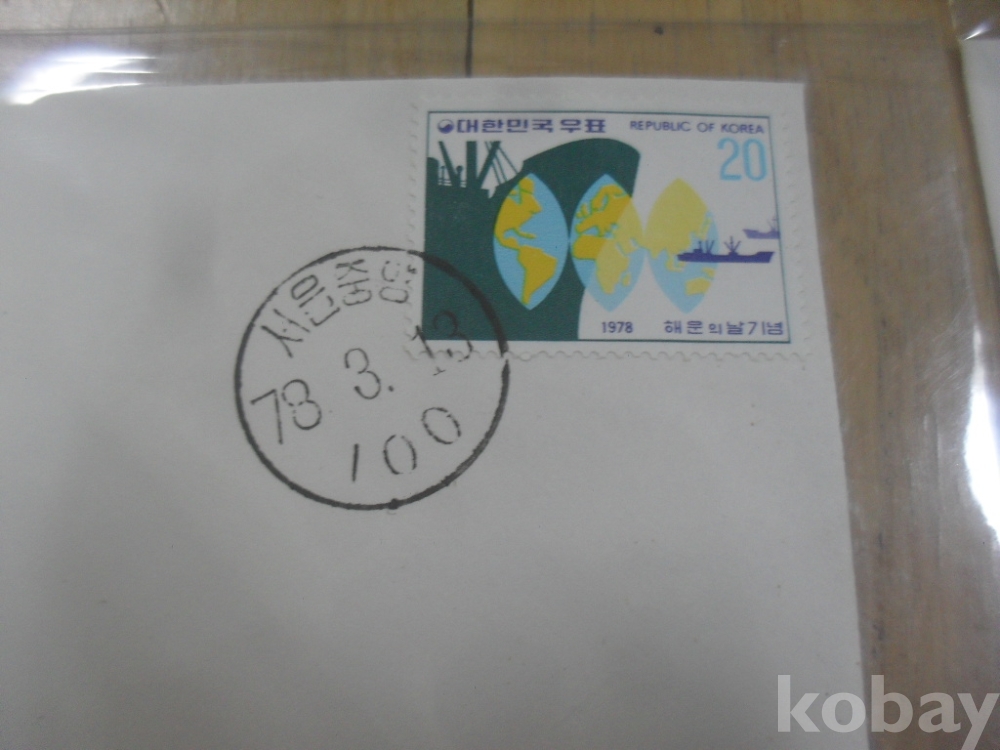 대한민국우표 REPUBLIC OF KOREA
20
1978 해운의날기념
서울중앙
78. 3. 13
100
kobay